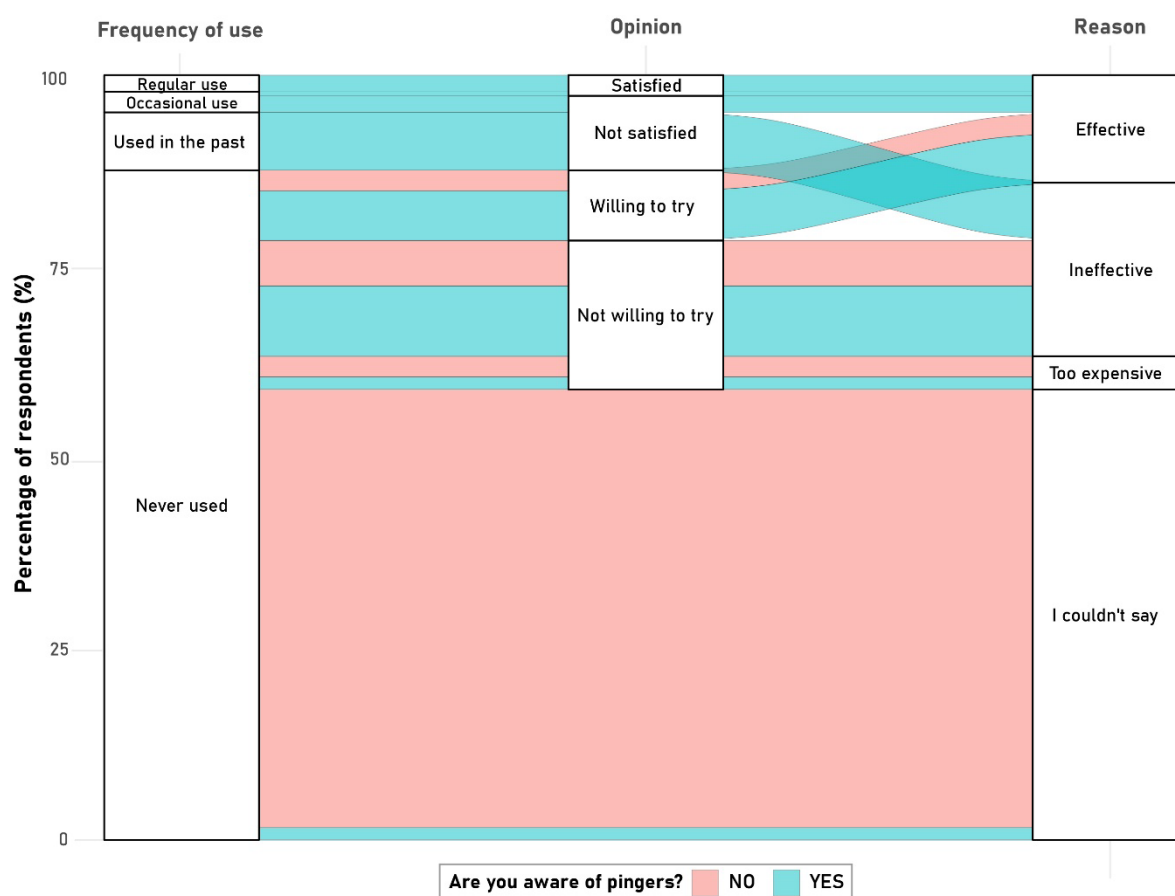 Frequency of use
Opinion
Reason
Percentage of respondents (%)
100
75
50
25
0
Regular use
Occasional use
Used in the past
Never used
Satisfied
Not satisfied
Willing to try
Not willing to try
Effective
Ineffective
Too expensive
I couldn't say
Are you aware of pingers? NO YES